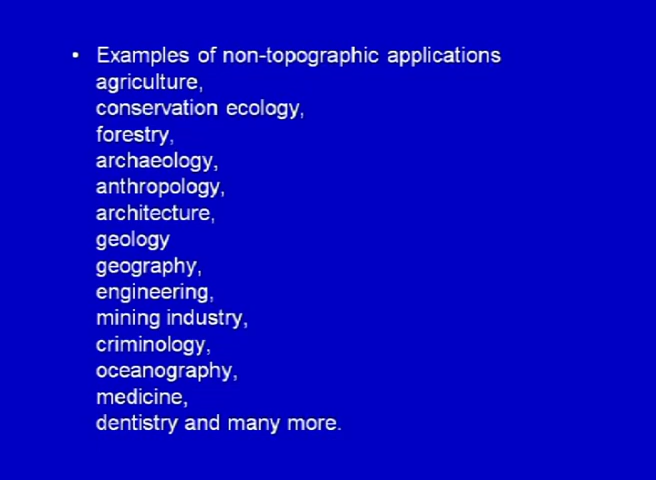 • Examples of non-topographic applications
agriculture,
conservation ecology,
forestry,
archaeology,
anthropology,
architecture,
geology
geography,
engineering,
mining industry,
criminology,
oceanography,
medicine,
dentistry and many more.